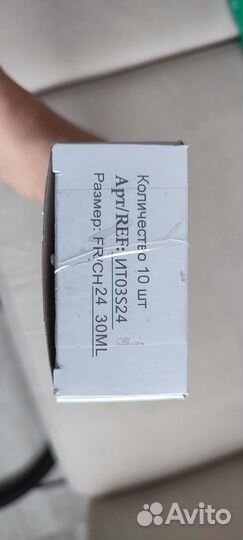 Количество 10 шт
Арт/REF: ИТ03S24
Размер: FR/CH24 30ML
Avito